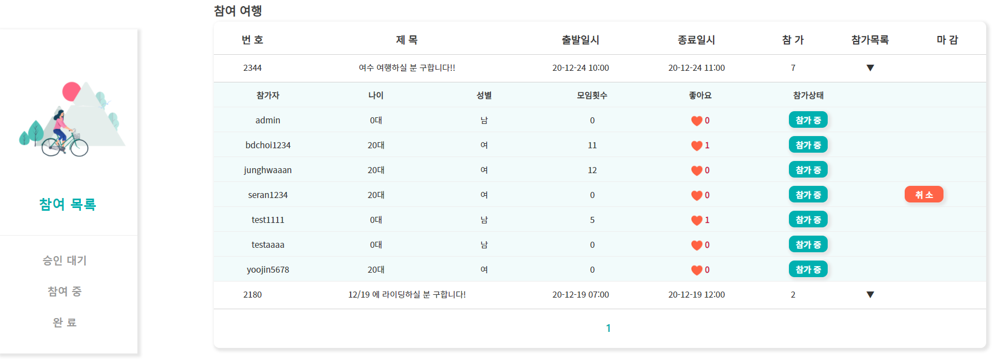 참여 여행
번 호 제 목 출발일시 종료일시 참 가 참가목록 마 감
2344 여수 여행하실 분 구합니다!! 20-12-24 10:00 20-12-24 11:00 7 ▼
참가자 나이 성별 모임횟수 좋아요 참가상태
admin 0대 남 0 0 참가 중
bdchoi1234 20대 여 11 1 참가 중
junghwaaan 20대 여 12 0 참가 중
seran1234 20대 여 0 0 참가 중 취 소
test1111 0대 남 5 1 참가 중
testaaaa 0대 남 0 0 참가 중
yoojin5678 20대 여 0 0 참가 중
2180 12/19 에 라이딩하실 분 구합니다! 20-12-19 07:00 20-12-19 12:00 2 ▼
1
참여 목록
승인 대기
참여 중
완 료